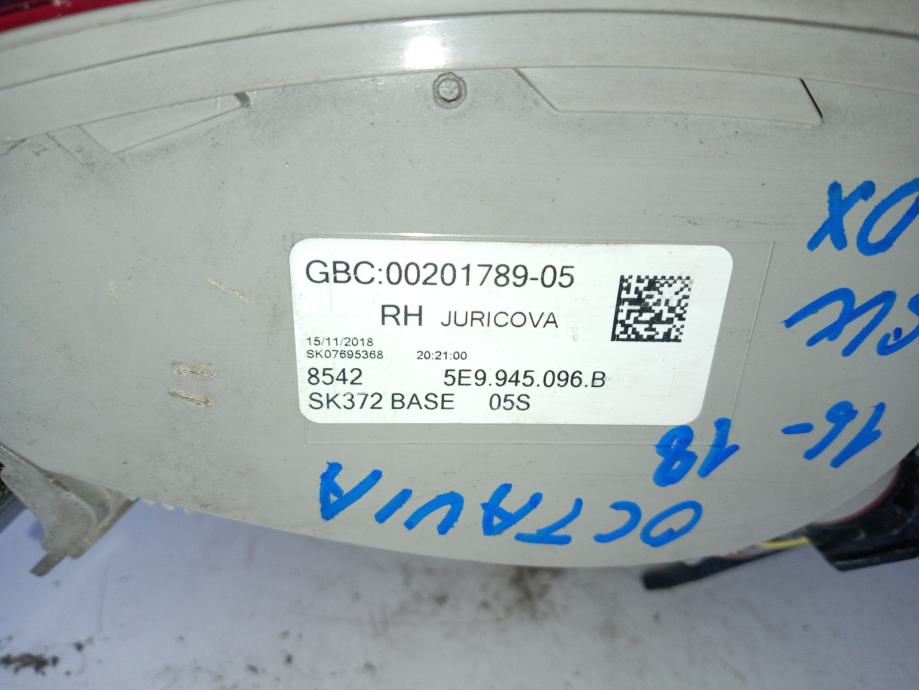 GBC:00201789-05
RH JURICOVA
15/11/2018
SK07695368 20:21:00
8542 5E9.945.096.B
SK372 BASE 05S
OCTAVIA
16-18
DX